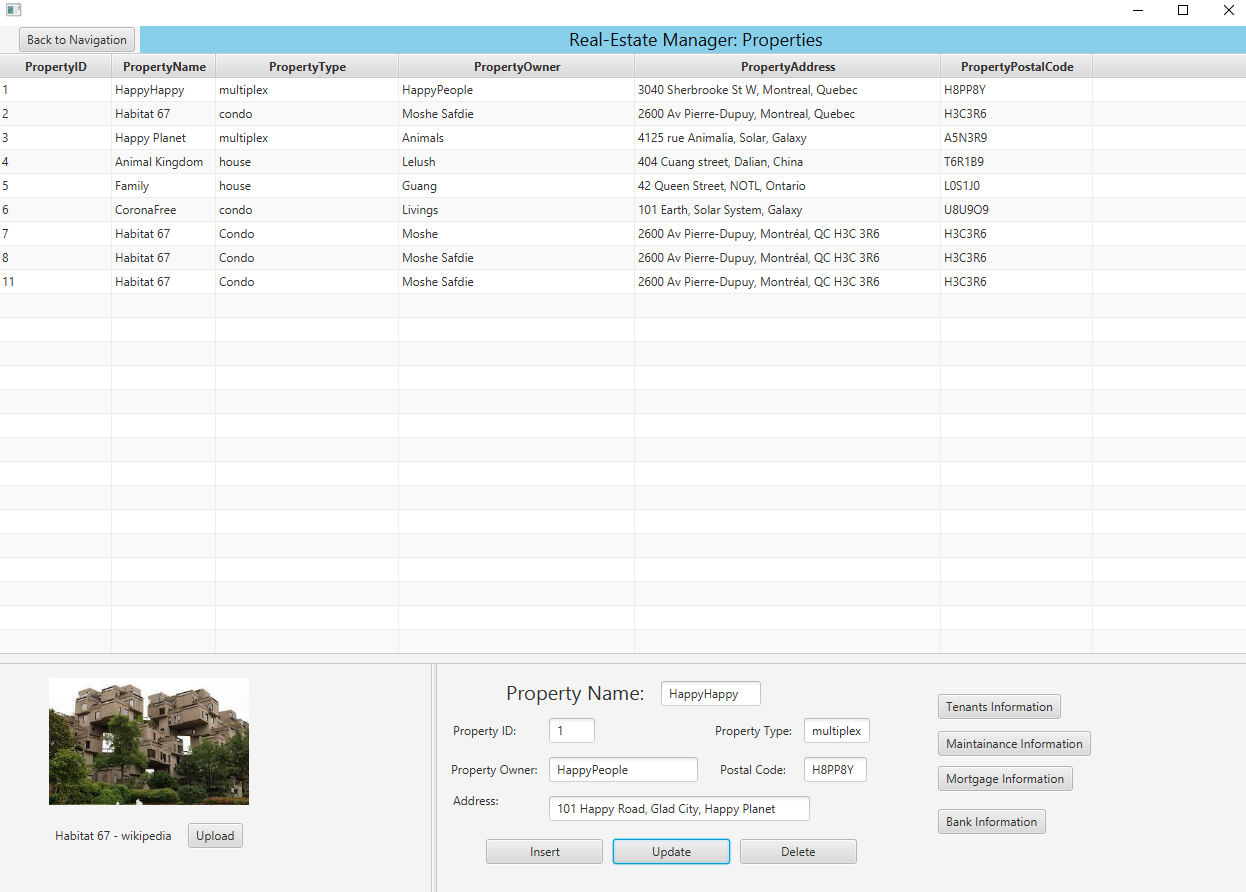 Back to Navigation Real-Estate Manager: Properties
PropertyID PropertyName PropertyType PropertyOwner PropertyAddress PropertyPostalCode
1 HappyHappy multiplex HappyPeople 3040 Sherbrooke St W, Montreal, Quebec H8PP8Y
2 Habitat 67 condo Moshe Safdie 2600 Av Pierre-Dupuy, Montreal, Quebec H3C3R6
3 Happy Planet multiplex Animals 4125 rue Animalia, Solar, Galaxy A5N3R9
4 Animal Kingdom house Lelush 404 Cuang street, Dalian, China T6R1B9
5 Family house Guang 42 Queen Street, NOTL, Ontario L0S1J0
6 CoronaFree condo Livings 101 Earth, Solar System, Galaxy U8U9O9
7 Habitat 67 Condo Moshe 2600 Av Pierre-Dupuy, Montréal, QC H3C 3R6 H3C3R6
8 Habitat 67 Condo Moshe Safdie 2600 Av Pierre-Dupuy, Montréal, QC H3C 3R6 H3C3R6
11 Habitat 67 Condo Moshe Safdie 2600 Av Pierre-Dupuy, Montréal, QC H3C 3R6 H3C3R6
Habitat 67 - wikipedia Upload
Property Name: HappyHappy
Property ID: 1 Property Type: multiplex
Property Owner: HappyPeople Postal Code: H8PP8Y
Address: 101 Happy Road, Glad City, Happy Planet
Insert Update Delete
Tenants Information
Maintainance Information
Mortgage Information
Bank Information